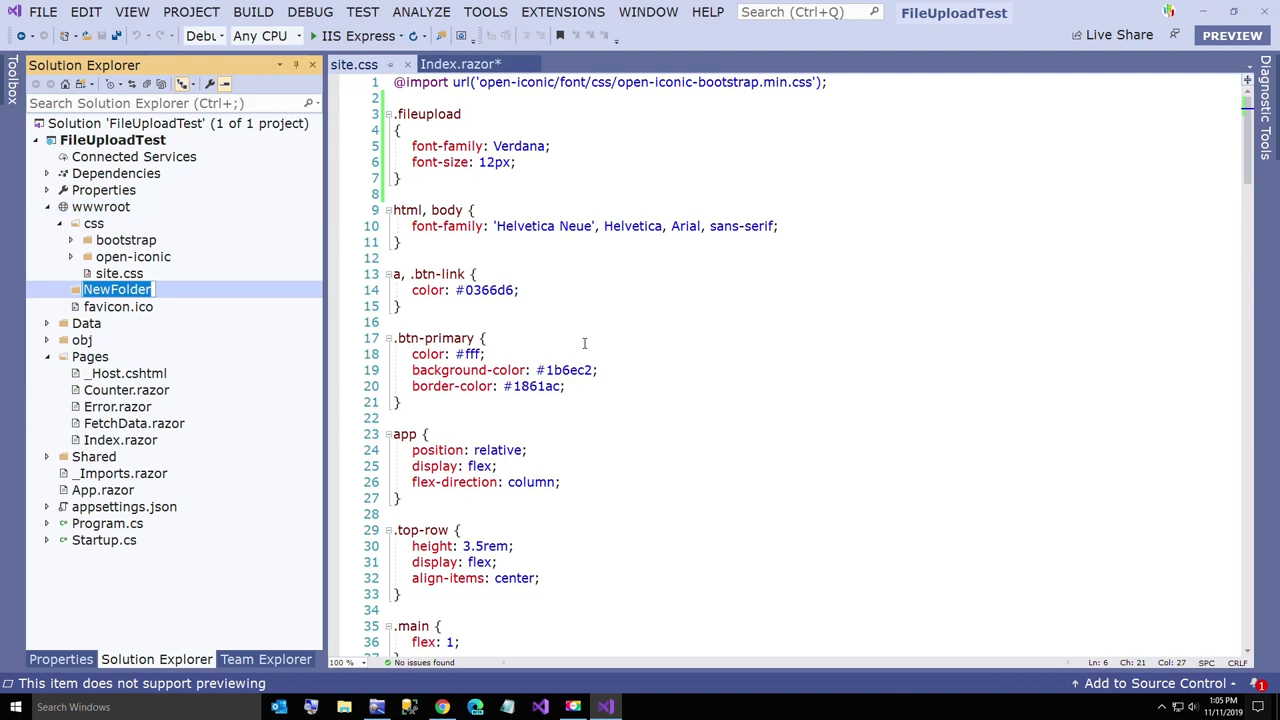 FILE EDIT VIEW PROJECT BUILD DEBUG TEST ANALYZE TOOLS EXTENSIONS WINDOW HELP Search (Ctrl+Q) FileUploadTest
Debu Any CPU IIS Express Live Share PREVIEW
Toolbox
Solution Explorer
Search Solution Explorer (Ctrl+;)
Solution 'FileUploadTest' (1 of 1 project)
FileUploadTest
Connected Services
Dependencies
Properties
wwwroot
css
bootstrap
open-iconic
site.css
NewFolder
favicon.ico
Data
obj
Pages
_Host.cshtml
Counter.razor
Error.razor
FetchData.razor
Index.razor
Shared
_Imports.razor
App.razor
appsettings.json
Program.cs
Startup.cs
Properties Solution Explorer Team Explorer
site.css Index.razor*
1 @import url('open-iconic/font/css/open-iconic-bootstrap.min.css');
2
3 .fileupload
4 {
5 font-family: Verdana;
6 font-size: 12px;
7 }
8
9 html, body {
10 font-family: 'Helvetica Neue', Helvetica, Arial, sans-serif;
11 }
12
13 a, .btn-link {
14 color: #0366d6;
15 }
16
17 .btn-primary {
18 color: #fff;
19 background-color: #1b6ec2;
20 border-color: #1861ac;
21 }
22
23 app {
24 position: relative;
25 display: flex;
26 flex-direction: column;
27 }
28
29 .top-row {
30 height: 3.5rem;
31 display: flex;
32 align-items: center;
33 }
34
35 .main {
36 flex: 1;
100 % No issues found Ln: 6 Ch: 21 Col: 27 SPC CRLF
Diagnostic Tools
This item does not support previewing Add to Source Control 1
Search Windows 1:05 PM
11/11/2019